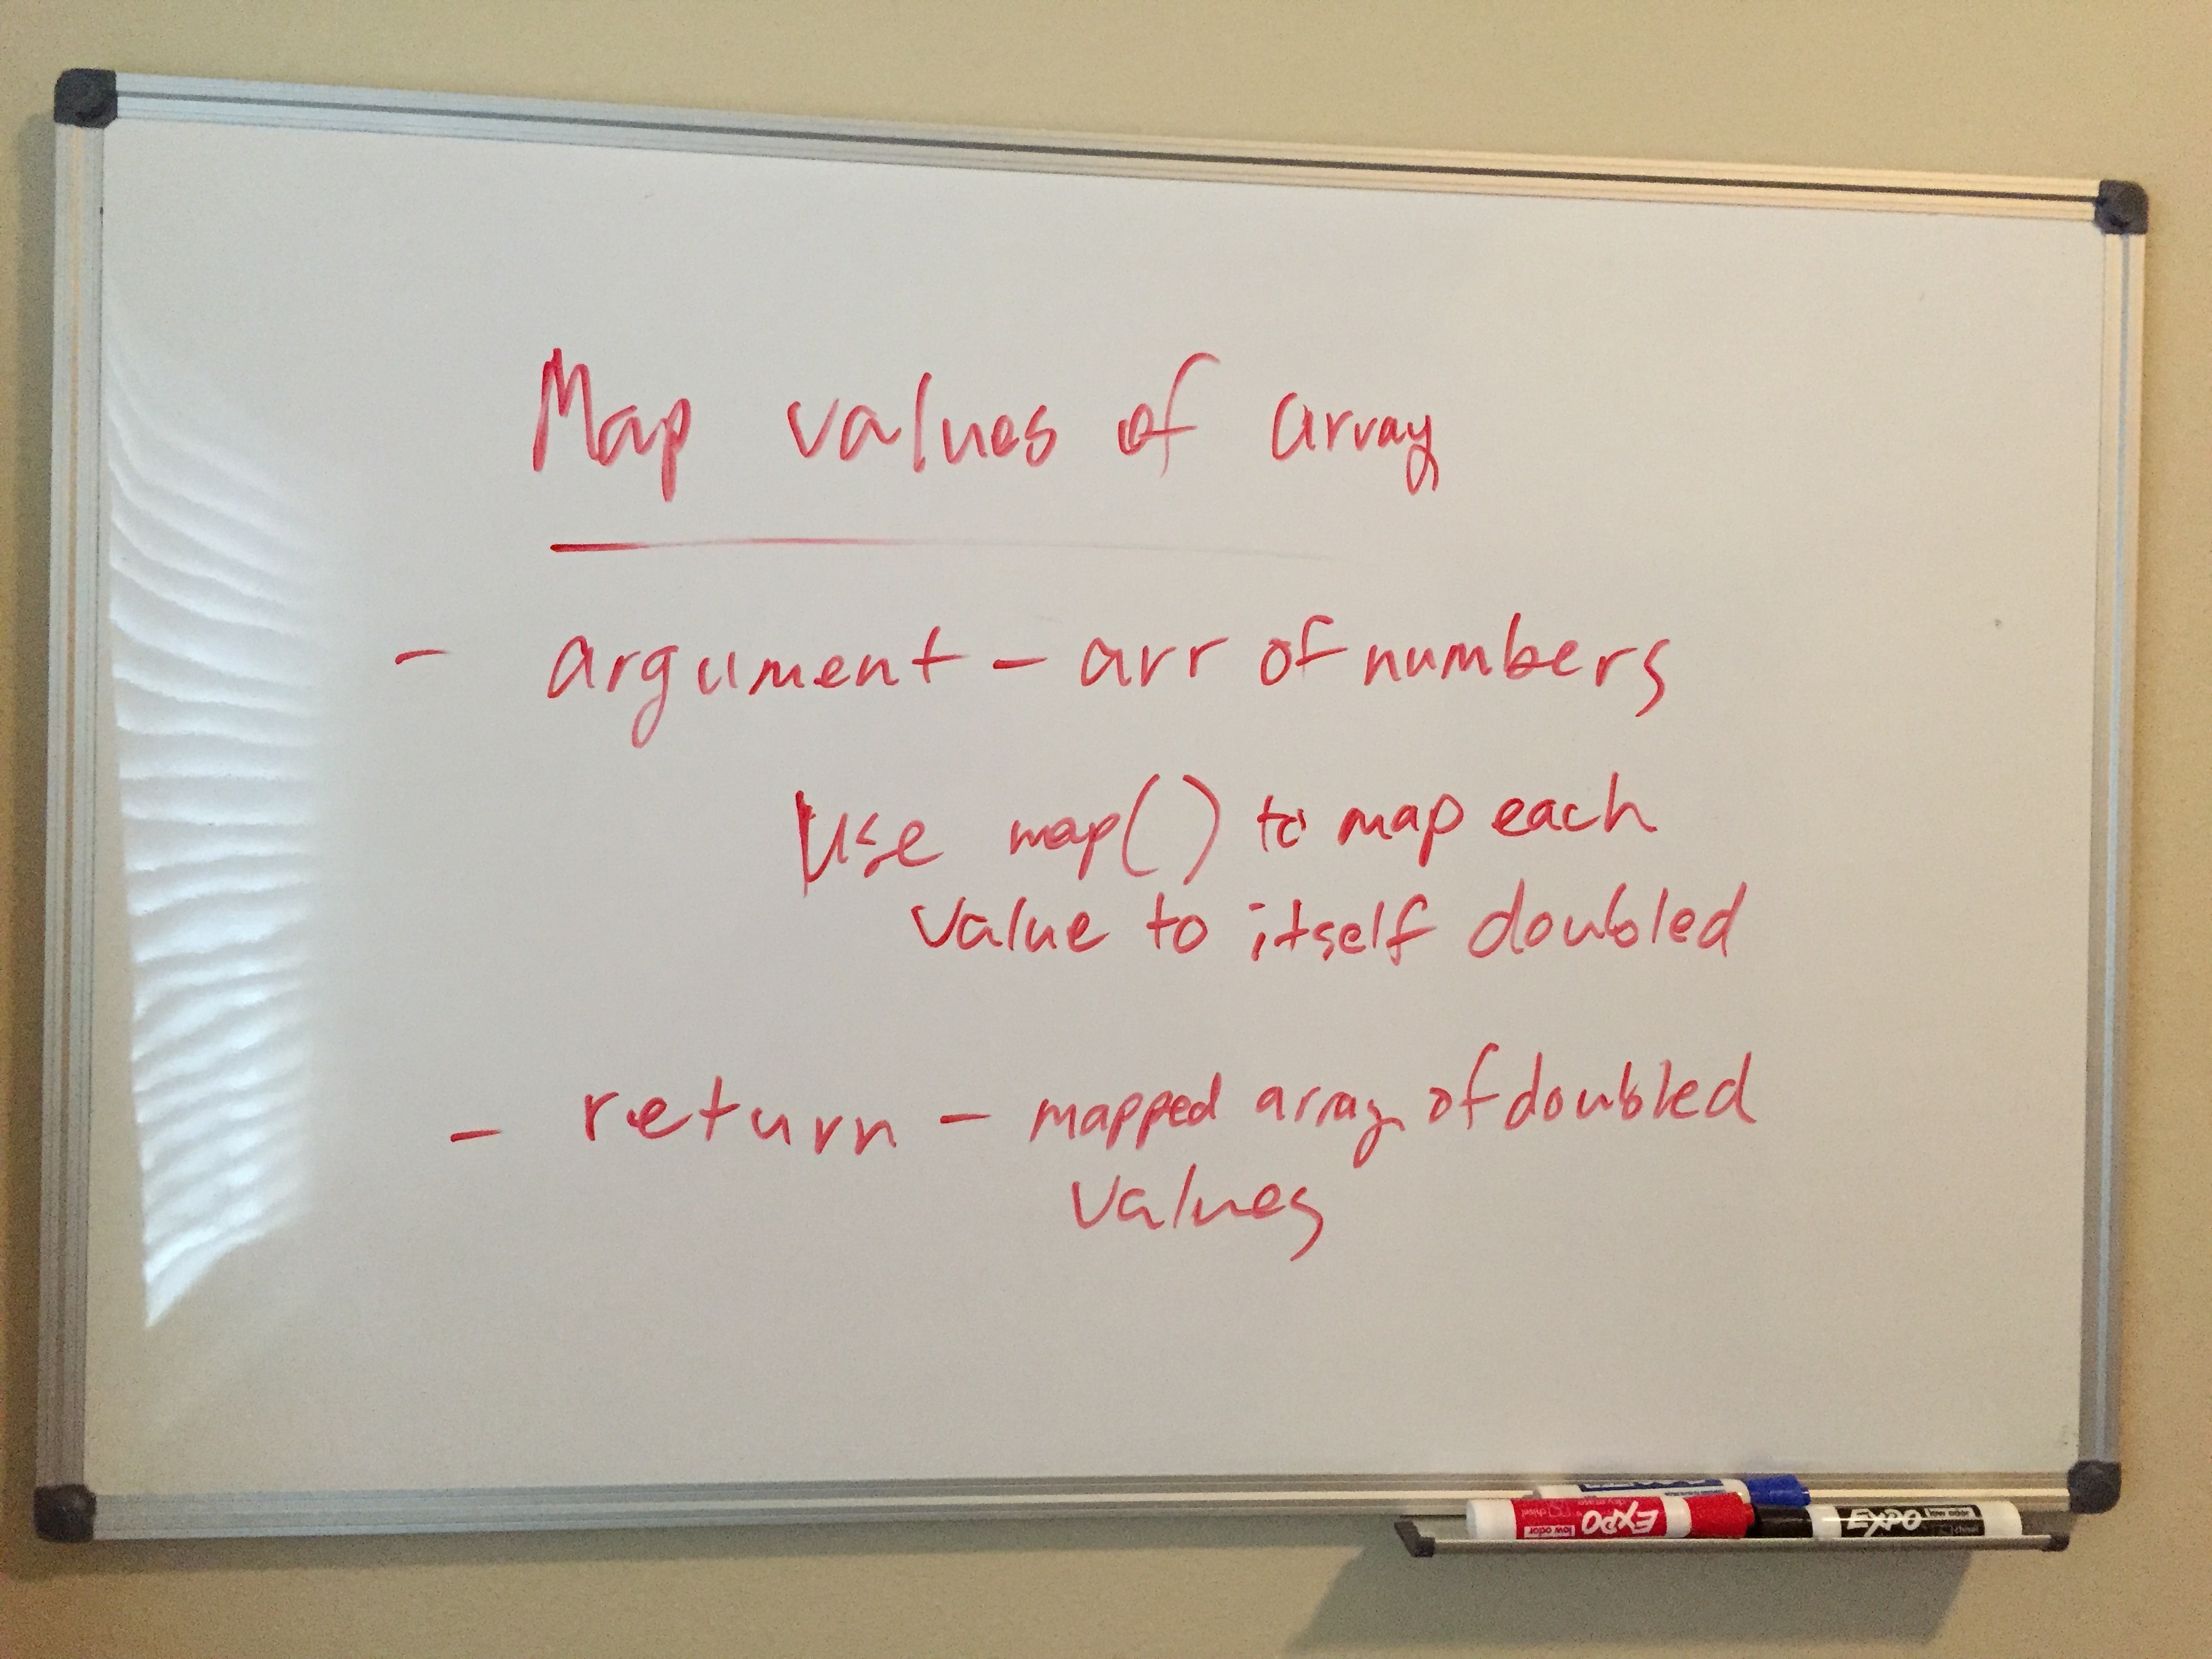 Map values of array
- argument - arr of numbers
Use map() to map each
value to itself doubled
- return - mapped array of doubled
values
EXPO
low odor
chisel
EXPO
low odor
chisel